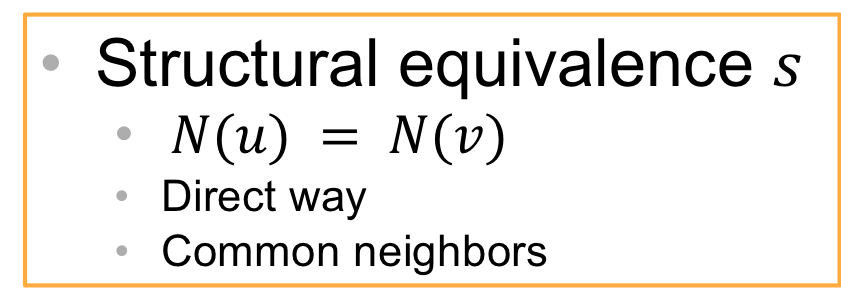 • Structural equivalence s
• N(u) = N(v)
• Direct way
• Common neighbors